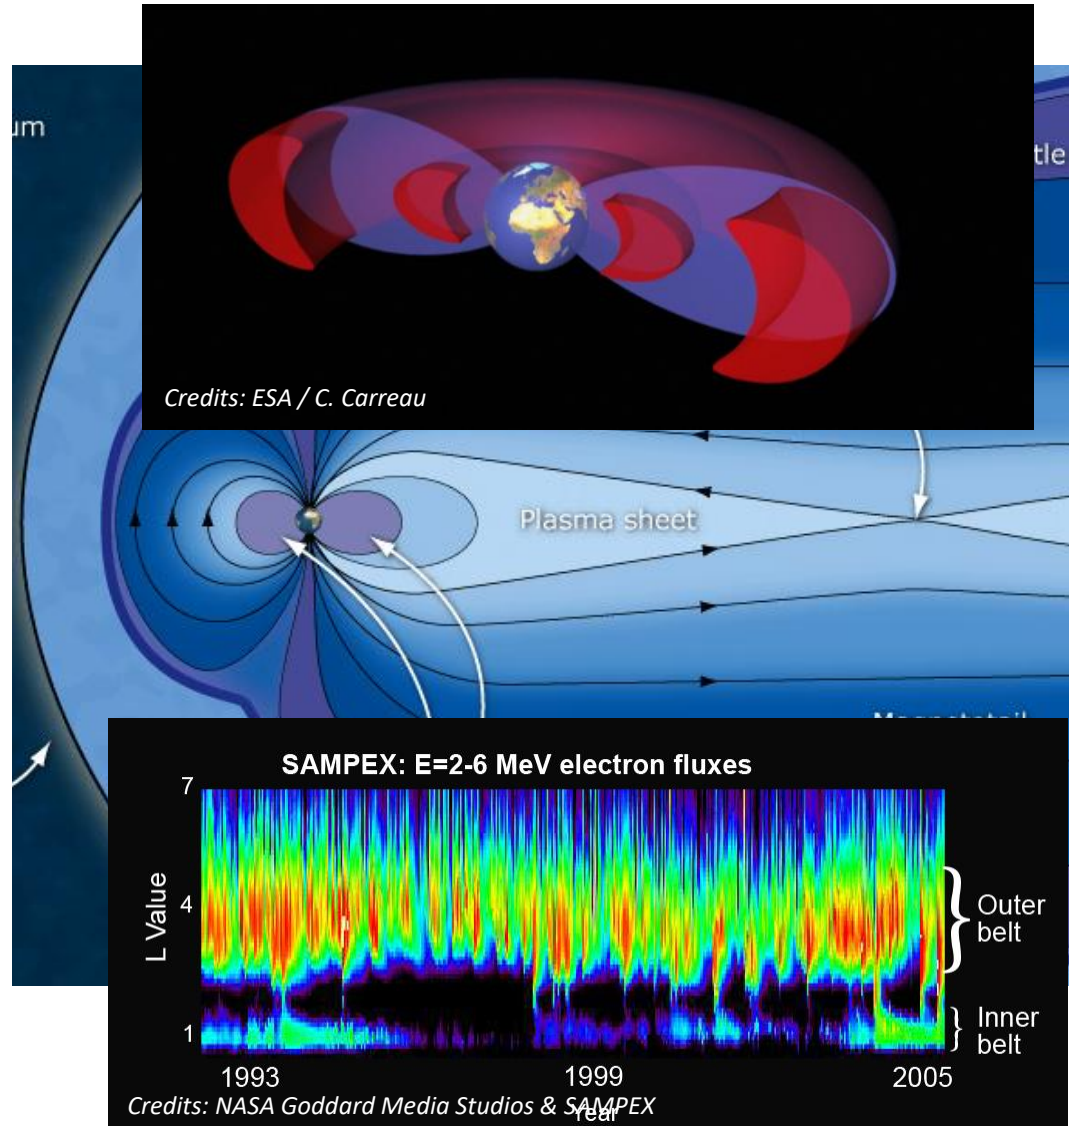 um
tle
Credits: ESA / C. Carreau
Plasma sheet
SAMPEX: E=2-6 MeV electron fluxes
7
4
1
L Value
Outer
belt
Inner
belt
1993
1999
2005
Year
Credits: NASA Goddard Media Studios & SAMPEX